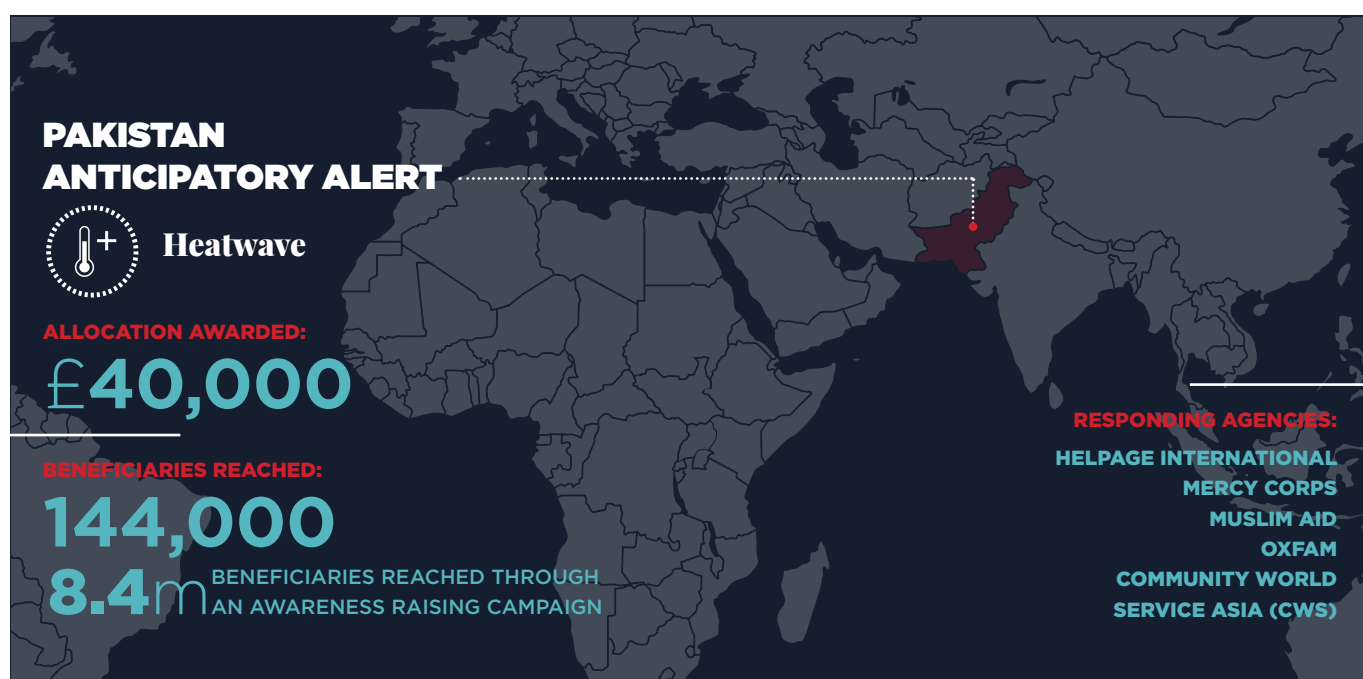 PAKISTAN
ANTICIPATORY ALERT
Heatwave
ALLOCATION AWARDED:
£40,000
BENEFICIARIES REACHED:
144,000
8.4m BENEFICIARIES REACHED THROUGH
AN AWARENESS RAISING CAMPAIGN
RESPONDING AGENCIES:
HELPAGE INTERNATIONAL
MERCY CORPS
MUSLIM AID
OXFAM
COMMUNITY WORLD
SERVICE ASIA (CWS)